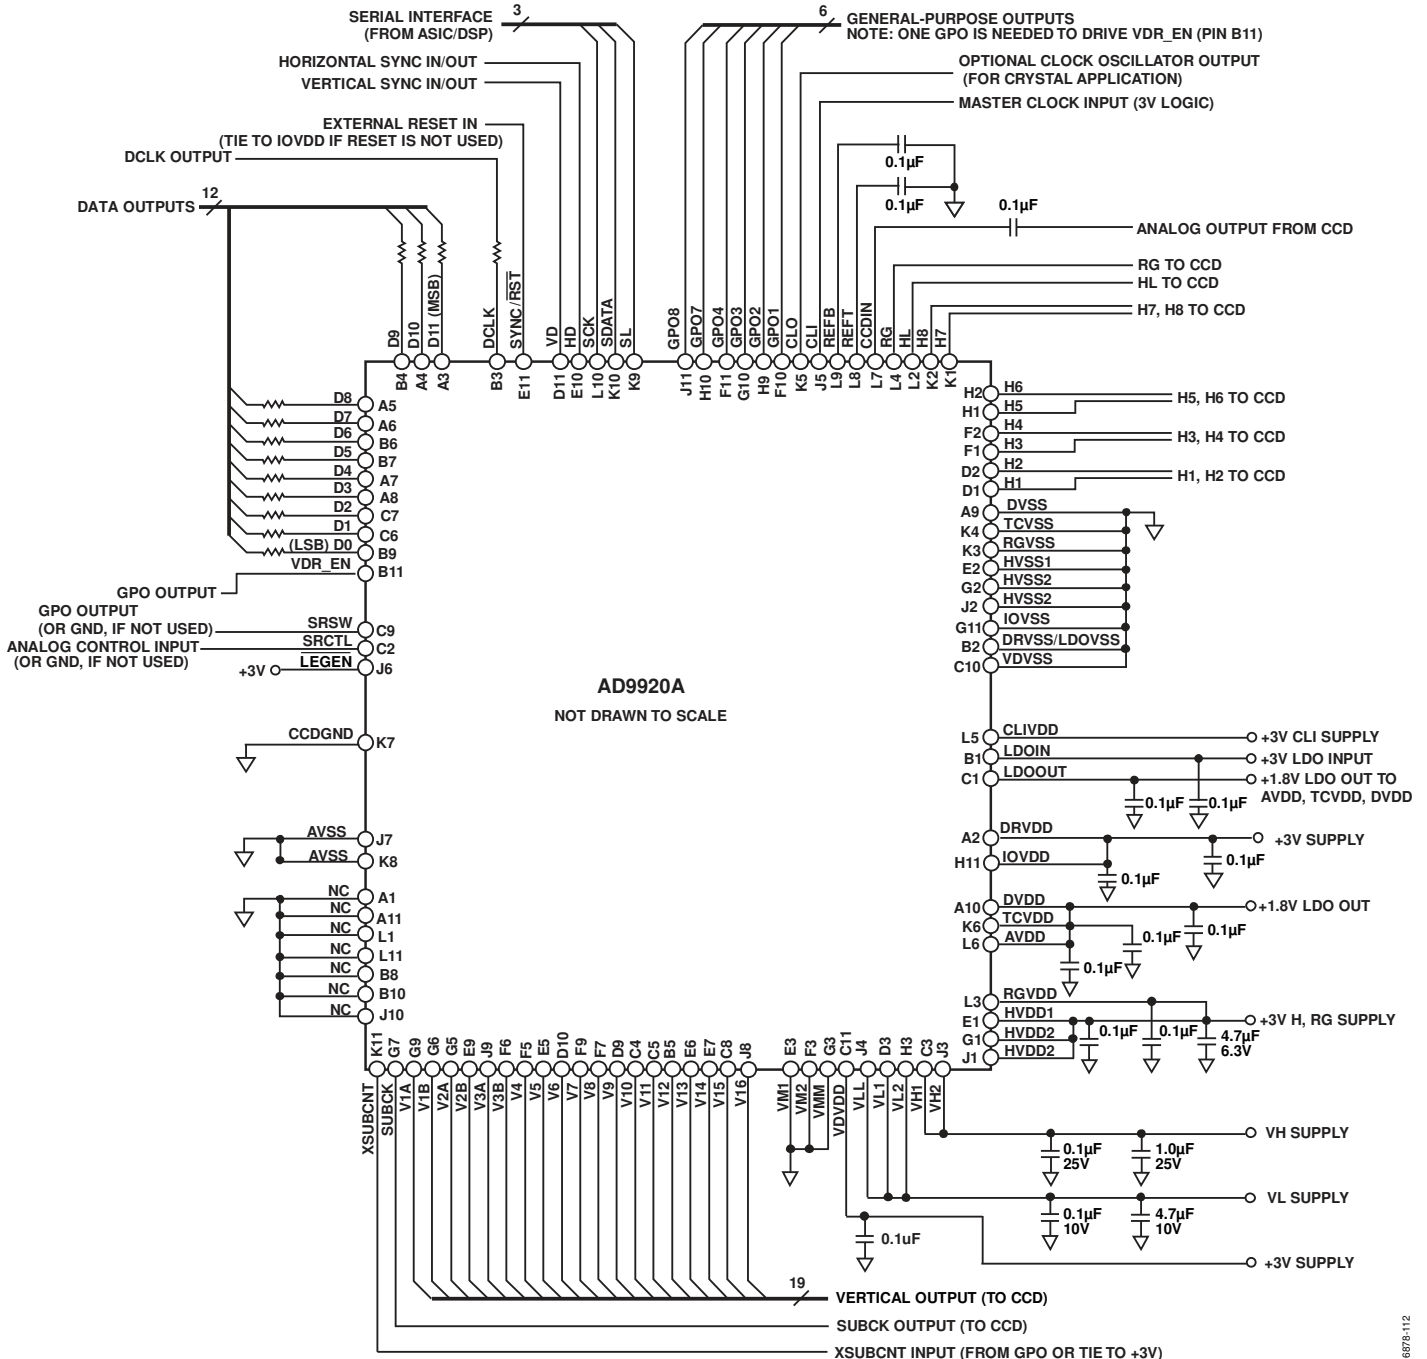 SERIAL INTERFACE
(FROM ASIC/DSP)
3
6
GENERAL-PURPOSE OUTPUTS
NOTE: ONE GPO IS NEEDED TO DRIVE VDR_EN (PIN B11)
HORIZONTAL SYNC IN/OUT
VERTICAL SYNC IN/OUT
OPTIONAL CLOCK OSCILLATOR OUTPUT
(FOR CRYSTAL APPLICATION)
MASTER CLOCK INPUT (3V LOGIC)
EXTERNAL RESET IN
(TIE TO IOVDD IF RESET IS NOT USED)
DCLK OUTPUT
0.1µF
0.1µF
0.1µF
DATA OUTPUTS
12
ANALOG OUTPUT FROM CCD
RG TO CCD
HL TO CCD
H7, H8 TO CCD
D9
D10
D11 (MSB)
DCLK
SYNC/RST
VD
HD
SCK
SDATA
SL
GPO8
GPO7
GPO4
GPO3
GPO2
GPO1
CLO
CLI
REFB
REFT
CCDIN
RG
HL
H8
H7
B4
A4
A3
B3
E11
D11
E10
L10
K10
K9
J11
H10
F11
G10
H9
F10
K5
J5
L9
L8
L7
L4
L2
K2
K1
D8 A5
D7 A6
D6 B6
D5 B7
D4 A7
D3 A8
D2 C7
D1 C6
(LSB) D0 B9
VDR_EN B11
GPO OUTPUT
GPO OUTPUT
(OR GND, IF NOT USED)
SRSW C9
ANALOG CONTROL INPUT
(OR GND, IF NOT USED)
SRCTL C2
+3V
LEGEN J6
CCDGND K7
AVSS J7
AVSS K8
NC A1
NC A11
NC L1
NC L11
NC B8
NC B10
NC J10
AD9920A
NOT DRAWN TO SCALE
H2 H6
H1 H5
H5, H6 TO CCD
F2 H4
F1 H3
H3, H4 TO CCD
D2 H2
D1 H1
H1, H2 TO CCD
A9 DVSS
K4 TCVSS
K3 RGVSS
E2 HVSS1
G2 HVSS2
J2 HVSS2
G11 IOVSS
B2 DRVSS/LDOVSS
C10 VDVSS
L5 CLIVDD
+3V CLI SUPPLY
B1 LDOIN
+3V LDO INPUT
C1 LDOOUT
+1.8V LDO OUT TO
AVDD, TCVDD, DVDD
0.1µF
0.1µF
A2 DRVDD
+3V SUPPLY
H11 IOVDD
0.1µF
0.1µF
A10 DVDD
+1.8V LDO OUT
K6 TCVDD
L6 AVDD
0.1µF
0.1µF
0.1µF
L3 RGVDD
E1 HVDD1
+3V H, RG SUPPLY
G1 HVDD2
J1 HVDD2
0.1µF
0.1µF
4.7µF
6.3V
K11
G7
G9
G6
G5
E9
J9
F6
F5
E5
D10
F9
F7
D9
C4
C5
B5
E6
E7
C8
J8
E3
F3
G3
C11
J4
D3
H3
C3
J3
XSUBCNT
SUBCK
V1A
V1B
V2A
V2B
V3A
V3B
V4
V5
V6
V7
V8
V9
V10
V11
V12
V13
V14
V15
V16
VM1
VM2
VMM
VDVDD
VLL
VL1
VL2
VH1
VH2
VH SUPPLY
0.1µF
25V
1.0µF
25V
VL SUPPLY
0.1µF
10V
4.7µF
10V
0.1uF
+3V SUPPLY
19
VERTICAL OUTPUT (TO CCD)
SUBCK OUTPUT (TO CCD)
XSUBCNT INPUT (FROM GPO OR TIE TO +3V)
6878-112